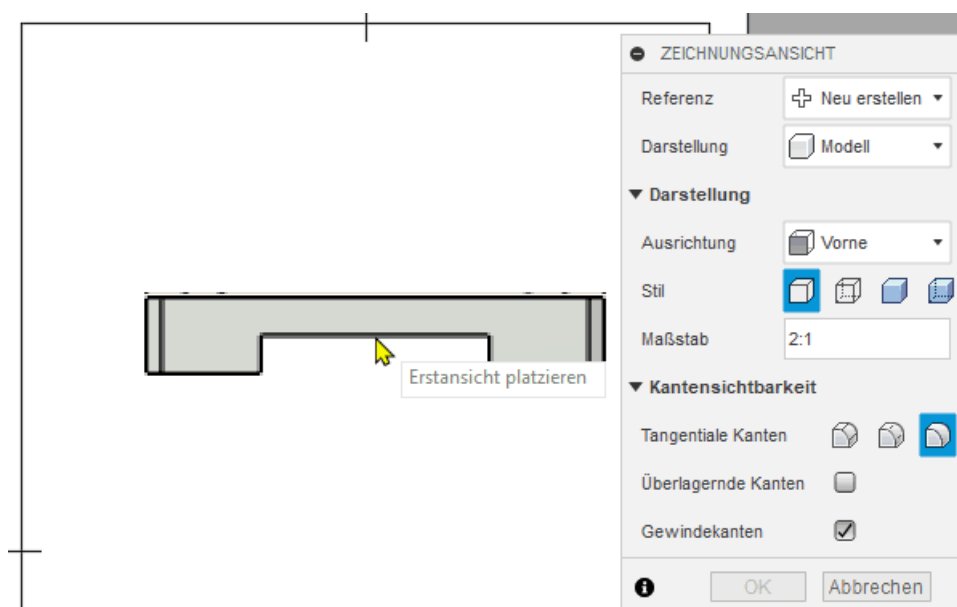 ZEICHNUNGSANSICHT
Referenz Neu erstellen
Darstellung Modell
Darstellung
Ausrichtung Vorne
Stil
Maßstab 2:1
Erstansicht platzieren
Kantensichtbarkeit
Tangentiale Kanten
Überlagernde Kanten
Gewindekanten
OK Abbrechen